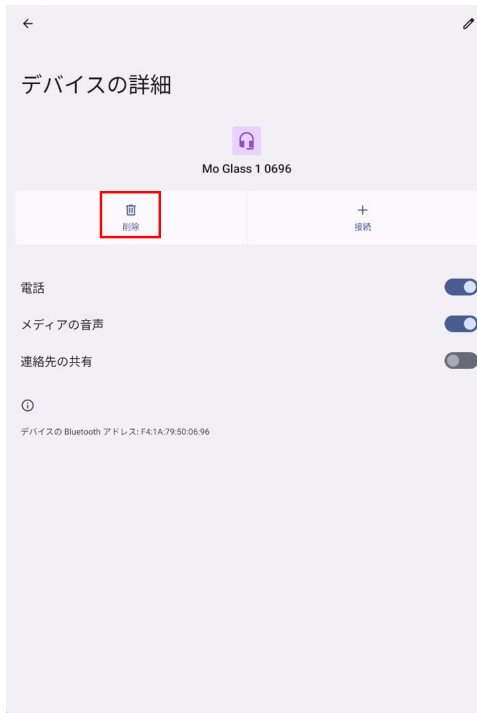 デバイスの詳細
Mo Glass 1 0696
削除
接続
電話
メディアの音声
連絡先の共有
デバイスの Bluetooth アドレス: F4:1A:79:50:06:96